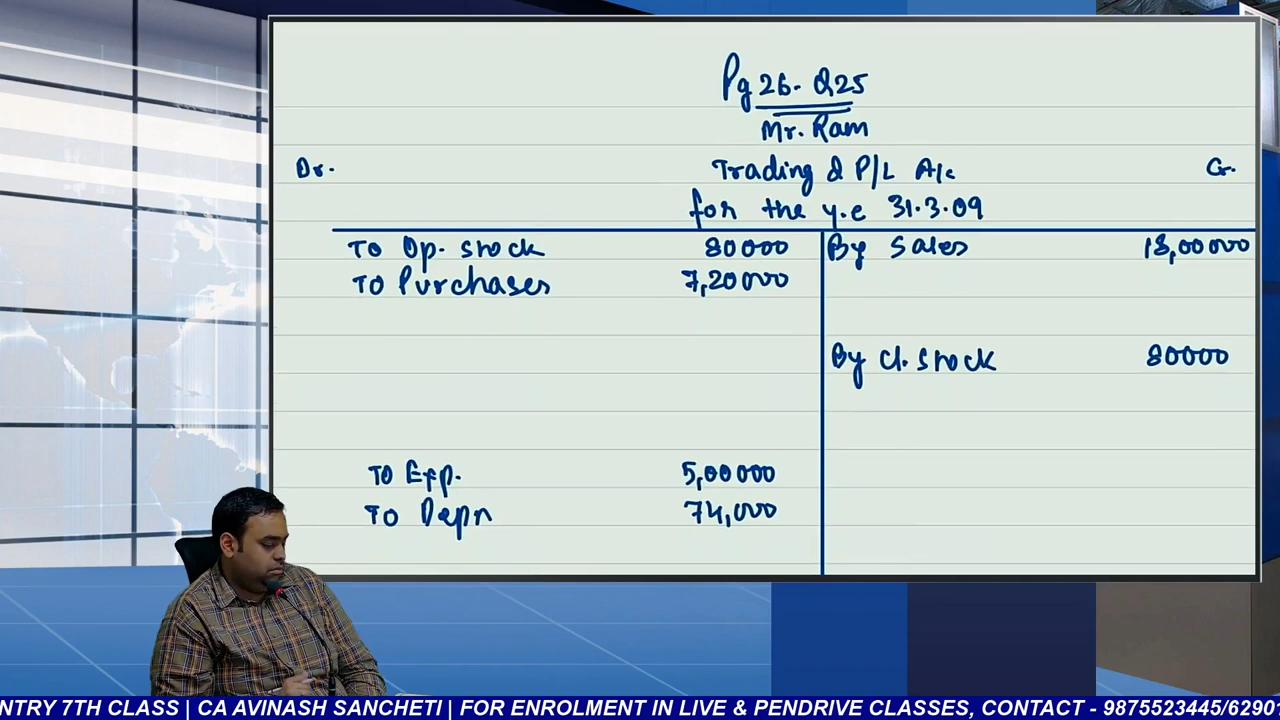 Pg 26- Q25
Mr. Ram
Dr. Trading & P/L A/c Cr.
for the y.e 31.3.09
To Op. stock 80000 By Sales 18,00000
To Purchases 7,20000
By Cl. Stock 80000
To Exp. 5,00000
To Depn 74,000
NTRY 7TH CLASS | CA AVINASH SANCHETI | FOR ENROLMENT IN LIVE & PENDRIVE CLASSES, CONTACT - 9875523445/6290